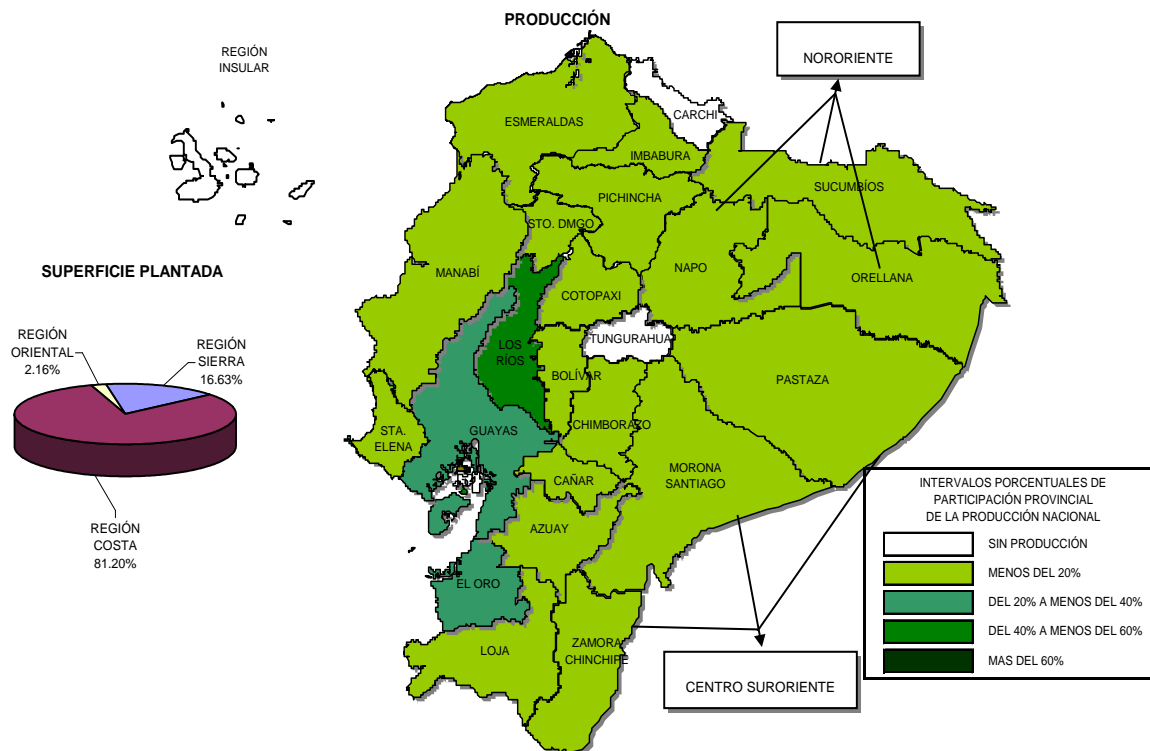 PRODUCCIÓN
REGIÓN
INSULAR
NORORIENTE
CARCHI
ESMERALDAS
IMBABURA
SUCUMBÍOS
PICHINCHA
STO. DMGO
SUPERFICIE PLANTADA
MANABÍ
NAPO
ORELLANA
COTOPAXI
REGIÓN
ORIENTAL
2.16%
REGIÓN
SIERRA
16.63%
LOS
RÍOS
TUNGURAHUA
BOLÍVAR
PASTAZA
STA.
ELENA
GUAYAS
CHIMBORAZO
MORONA
SANTIAGO
CAÑAR
REGIÓN
COSTA
81.20%
AZUAY
EL ORO
LOJA
ZAMORA
CHINCHIPE
CENTRO SURORIENTE
INTERVALOS PORCENTUALES DE
PARTICIPACIÓN PROVINCIAL
DE LA PRODUCCIÓN NACIONAL
SIN PRODUCCIÓN
MENOS DEL 20%
DEL 20% A MENOS DEL 40%
DEL 40% A MENOS DEL 60%
MAS DEL 60%